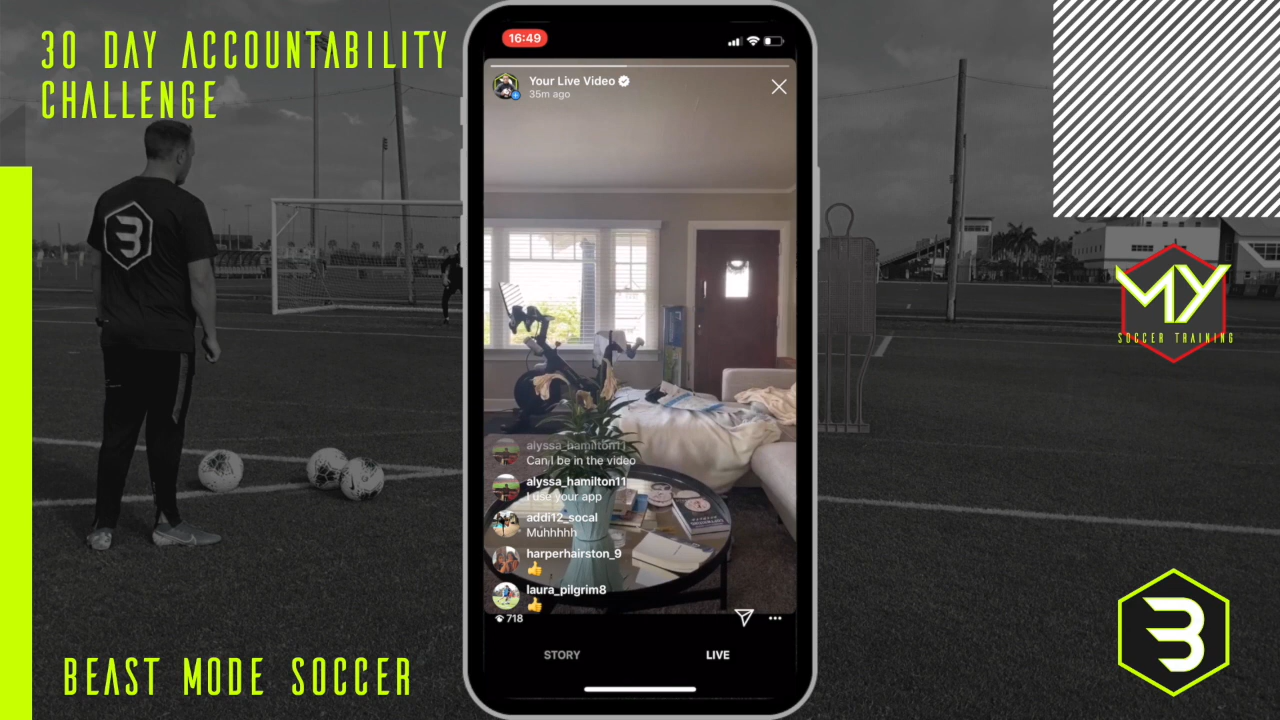 30 DAY ACCOUNTABILITY
CHALLENGE
16:49
Your Live Video
35m ago
alyssa_hamilton11
Can I be in the video
alyssa_hamilton11
I use your app
addi12_socal
Muhhhhh
harperhairston_9
👍
laura_pilgrim8
👍
718
STORY
LIVE
MY
SOCCER TRAINING
B
B
BEAST MODE SOCCER